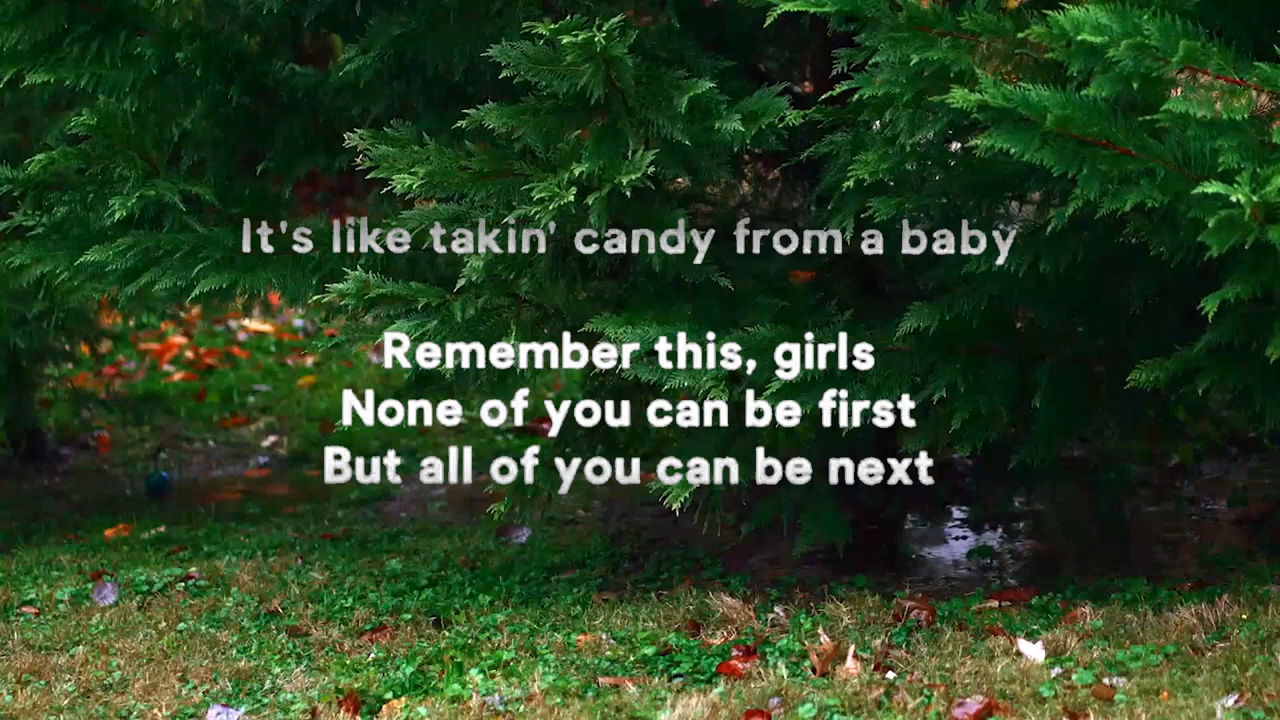 It's like takin' candy from a baby
Remember this, girls
None of you can be first
But all of you can be next